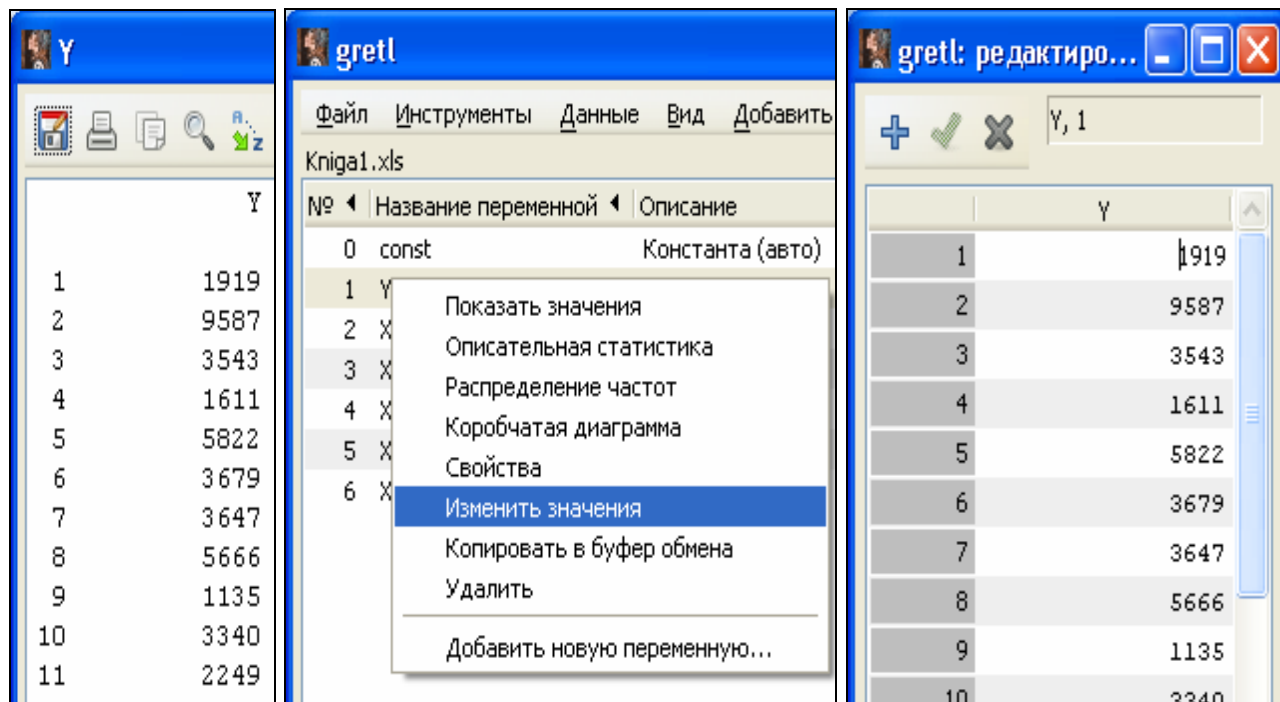 Y
Y
1 1919
2 9587
3 3543
4 1611
5 5822
6 3679
7 3647
8 5666
9 1135
10 3340
11 2249
gretl
Файл Инструменты Данные Вид Добавить
Kniga1.xls
№ Название переменной Описание
0 const Константа (авто)
1 Y
2 X
3 X
4 X
5 X
6 X
Показать значения
Описательная статистика
Распределение частот
Коробчатая диаграмма
Свойства
Изменить значения
Копировать в буфер обмена
Удалить
Добавить новую переменную...
gretl: редактиро...
Y, 1
Y
1 1919
2 9587
3 3543
4 1611
5 5822
6 3679
7 3647
8 5666
9 1135
10 3340